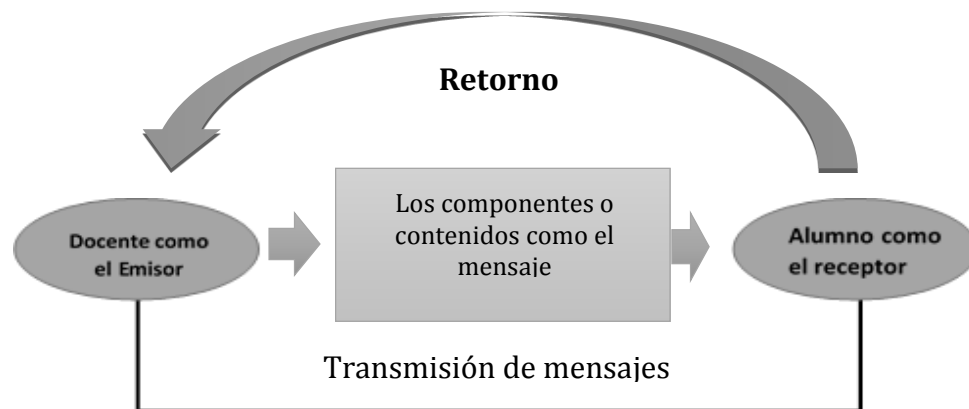 Retorno
Docente como
el Emisor
Los componentes o
contenidos como el
mensaje
Alumno como
el receptor
Transmisión de mensajes